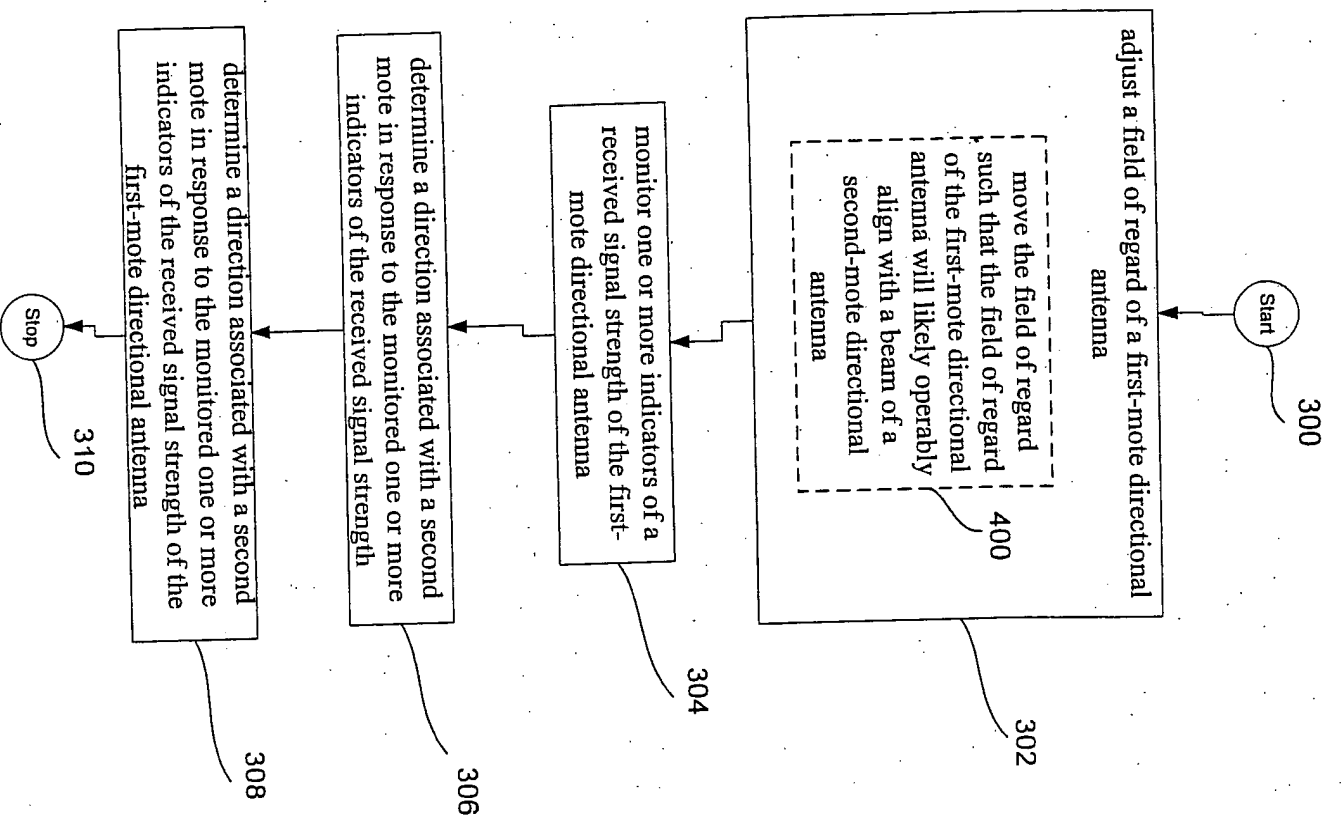 Start
300
adjust a field of regard of a first-mote directional
antenna
move the field of regard
such that the field of regard
of the first-mote directional
antenna will likely operably
align with a beam of a
second-mote directional
antenna
400
302
monitor one or more indicators of a
received signal strength of the first-
mote directional antenna
304
determine a direction associated with a second
mote in response to the monitored one or more
indicators of the received signal strength
306
determine a direction associated with a second
mote in response to the monitored one or more
indicators of the received signal strength of the
first-mote directional antenna
308
Stop
310